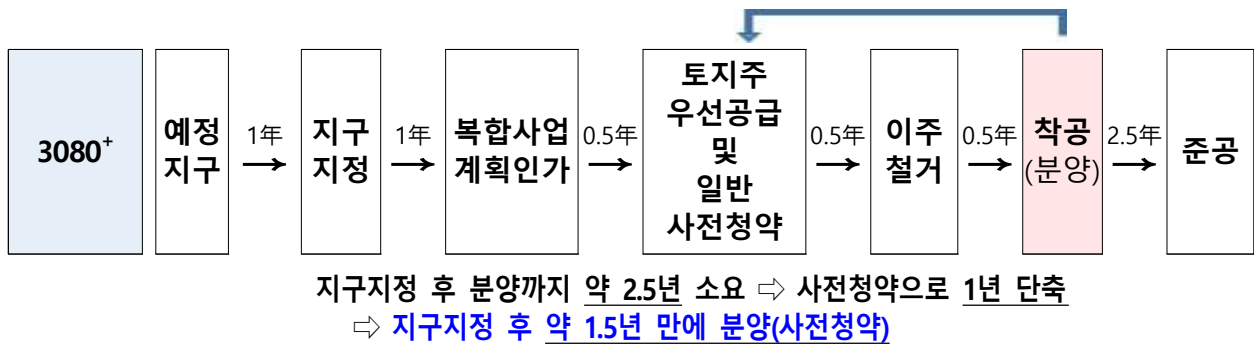 3080+
예정
지구
1年
지구
지정
1年
복합사업
계획인가
0.5年
토지주
우선공급
및
일반
사전청약
0.5年
이주
철거
0.5年
착공
(분양)
2.5年
준공
지구지정 후 분양까지 약 2.5년 소요 ⇨ 사전청약으로 1년 단축
⇨ 지구지정 후 약 1.5년 만에 분양(사전청약)